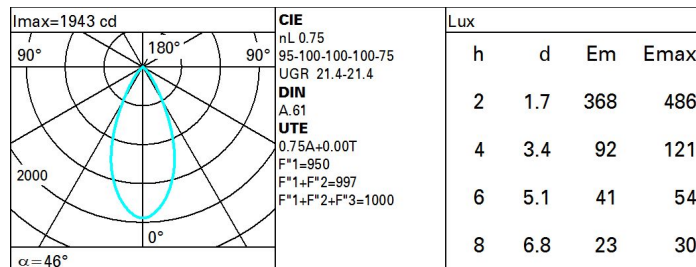 Imax=1943 cd
90°
180°
90°
2000
0°
α=46°
CIE
nL 0.75
95-100-100-100-75
UGR 21.4-21.4
DIN
A.61
UTE
0.75A+0.00T
F"1=950
F"1+F"2=997
F"1+F"2+F"3=1000
Lux
h d Em Emax
2 1.7 368 486
4 3.4 92 121
6 5.1 41 54
8 6.8 23 30